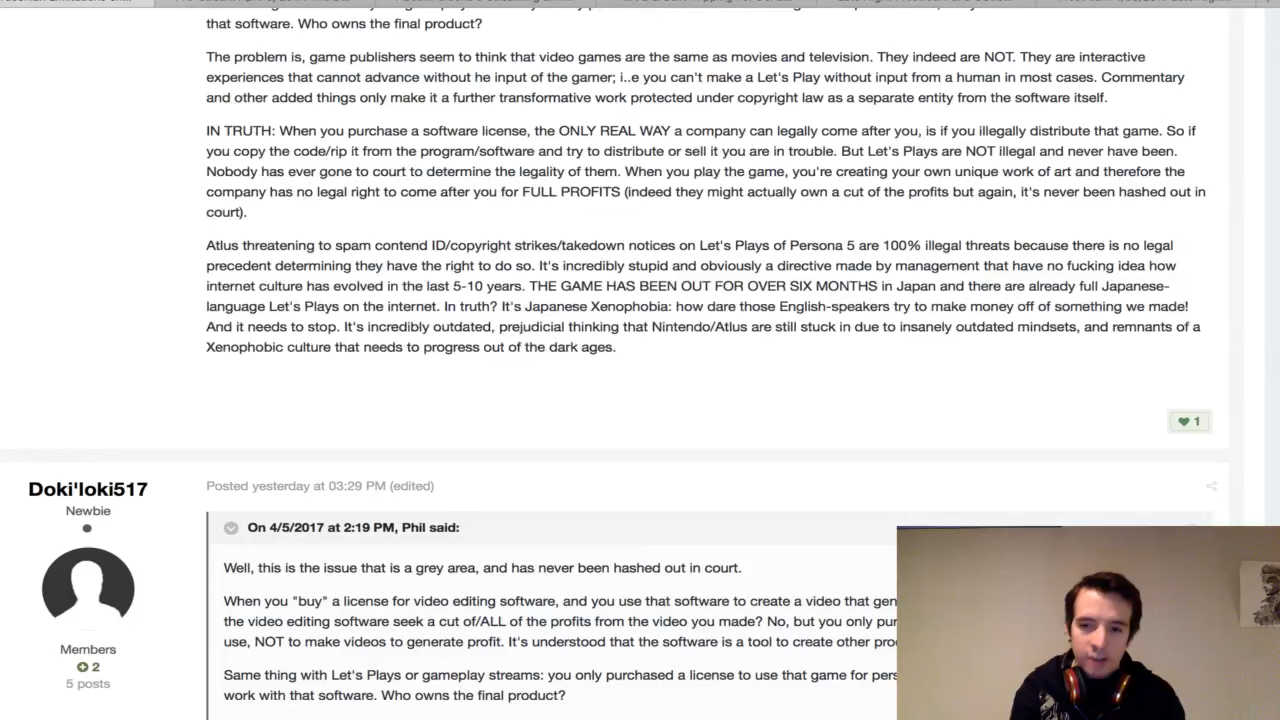 that software. Who owns the final product?
The problem is, game publishers seem to think that video games are the same as movies and television. They indeed are NOT. They are interactive
experiences that cannot advance without he input of the gamer; i..e you can't make a Let's Play without input from a human in most cases. Commentary
and other added things only make it a further transformative work protected under copyright law as a separate entity from the software itself.
IN TRUTH: When you purchase a software license, the ONLY REAL WAY a company can legally come after you, is if you illegally distribute that game. So if
you copy the code/rip it from the program/software and try to distribute or sell it you are in trouble. But Let's Plays are NOT illegal and never have been.
Nobody has ever gone to court to determine the legality of them. When you play the game, you're creating your own unique work of art and therefore the
company has no legal right to come after you for FULL PROFITS (indeed they might actually own a cut of the profits but again, it's never been hashed out in
court).
Atlus threatening to spam contend ID/copyright strikes/takedown notices on Let's Plays of Persona 5 are 100% illegal threats because there is no legal
precedent determining they have the right to do so. It's incredibly stupid and obviously a directive made by management that have no fucking idea how
internet culture has evolved in the last 5-10 years. THE GAME HAS BEEN OUT FOR OVER SIX MONTHS in Japan and there are already full Japanese-
language Let's Plays on the internet. In truth? It's Japanese Xenophobia: how dare those English-speakers try to make money off of something we made!
And it needs to stop. It's incredibly outdated, prejudicial thinking that Nintendo/Atlus are still stuck in due to insanely outdated mindsets, and remnants of a
Xenophobic culture that needs to progress out of the dark ages.
1
Doki'loki517
Newbie
Members
2
5 posts
Posted yesterday at 03:29 PM (edited)
On 4/5/2017 at 2:19 PM, Phil said:
Well, this is the issue that is a grey area, and has never been hashed out in court.
When you "buy" a license for video editing software, and you use that software to create a video that gen
the video editing software seek a cut of/ALL of the profits from the video you made? No, but you only pur
use, NOT to make videos to generate profit. It's understood that the software is a tool to create other pro
Same thing with Let's Plays or gameplay streams: you only purchased a license to use that game for pers
work with that software. Who owns the final product?